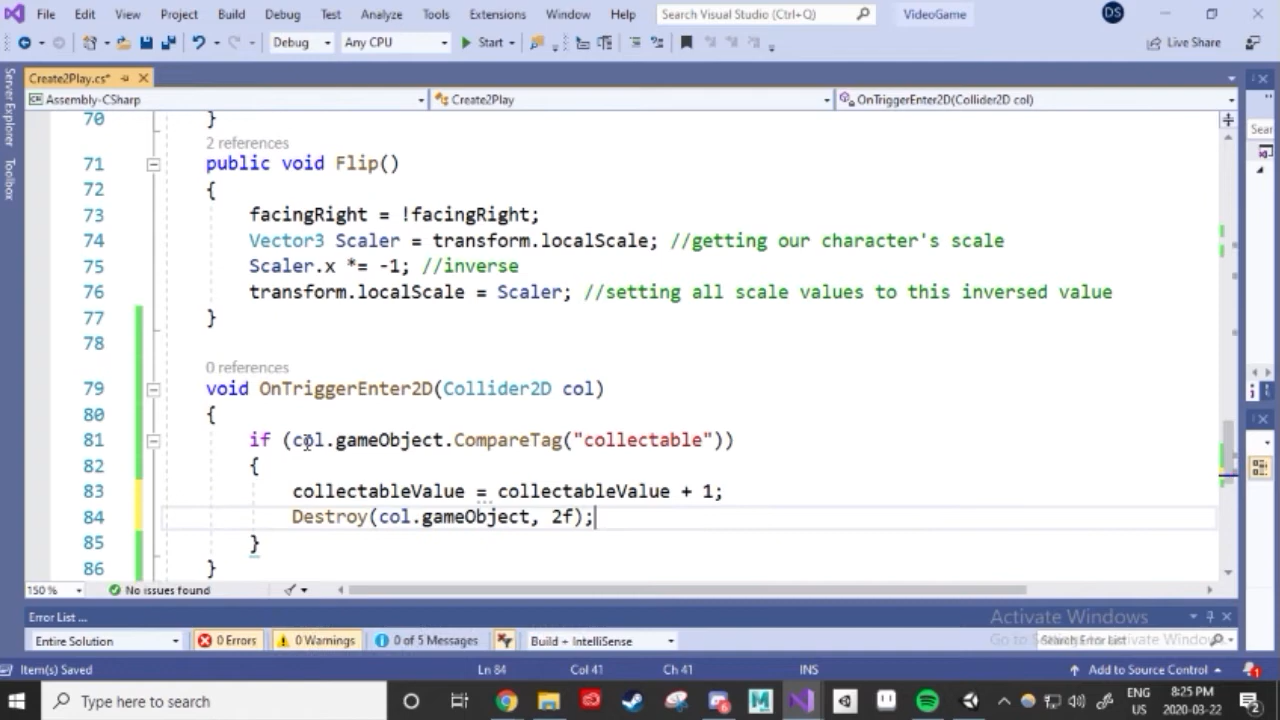 File Edit View Project Build Debug Test Analyze Tools Extensions Window Help Search Visual Studio (Ctrl+Q) VideoGame DS
Debug Any CPU Start Live Share
Create2Play.cs*
Server Explorer
Toolbox
Assembly-CSharp Create2Play OnTriggerEnter2D(Collider2D col)
Sear
70 }
2 references
71 public void Flip()
72 {
73 facingRight = !facingRight;
74 Vector3 Scaler = transform.localScale; //getting our character's scale
75 Scaler.x *= -1; //inverse
76 transform.localScale = Scaler; //setting all scale values to this inversed value
77 }
78
0 references
79 void OnTriggerEnter2D(Collider2D col)
80 {
81 if (col.gameObject.CompareTag("collectable"))
82 {
83 collectableValue = collectableValue + 1;
84 Destroy(col.gameObject, 2f);
85 }
86 }
150 % No issues found
Error List ... Activate Windows
Entire Solution 0 Errors 0 Warnings 0 of 5 Messages Build + IntelliSense Search Error List
Item(s) Saved Ln 84 Col 41 Ch 41 INS Add to Source Control 1
Type here to search ENG US 8:25 PM 2020-03-22 2